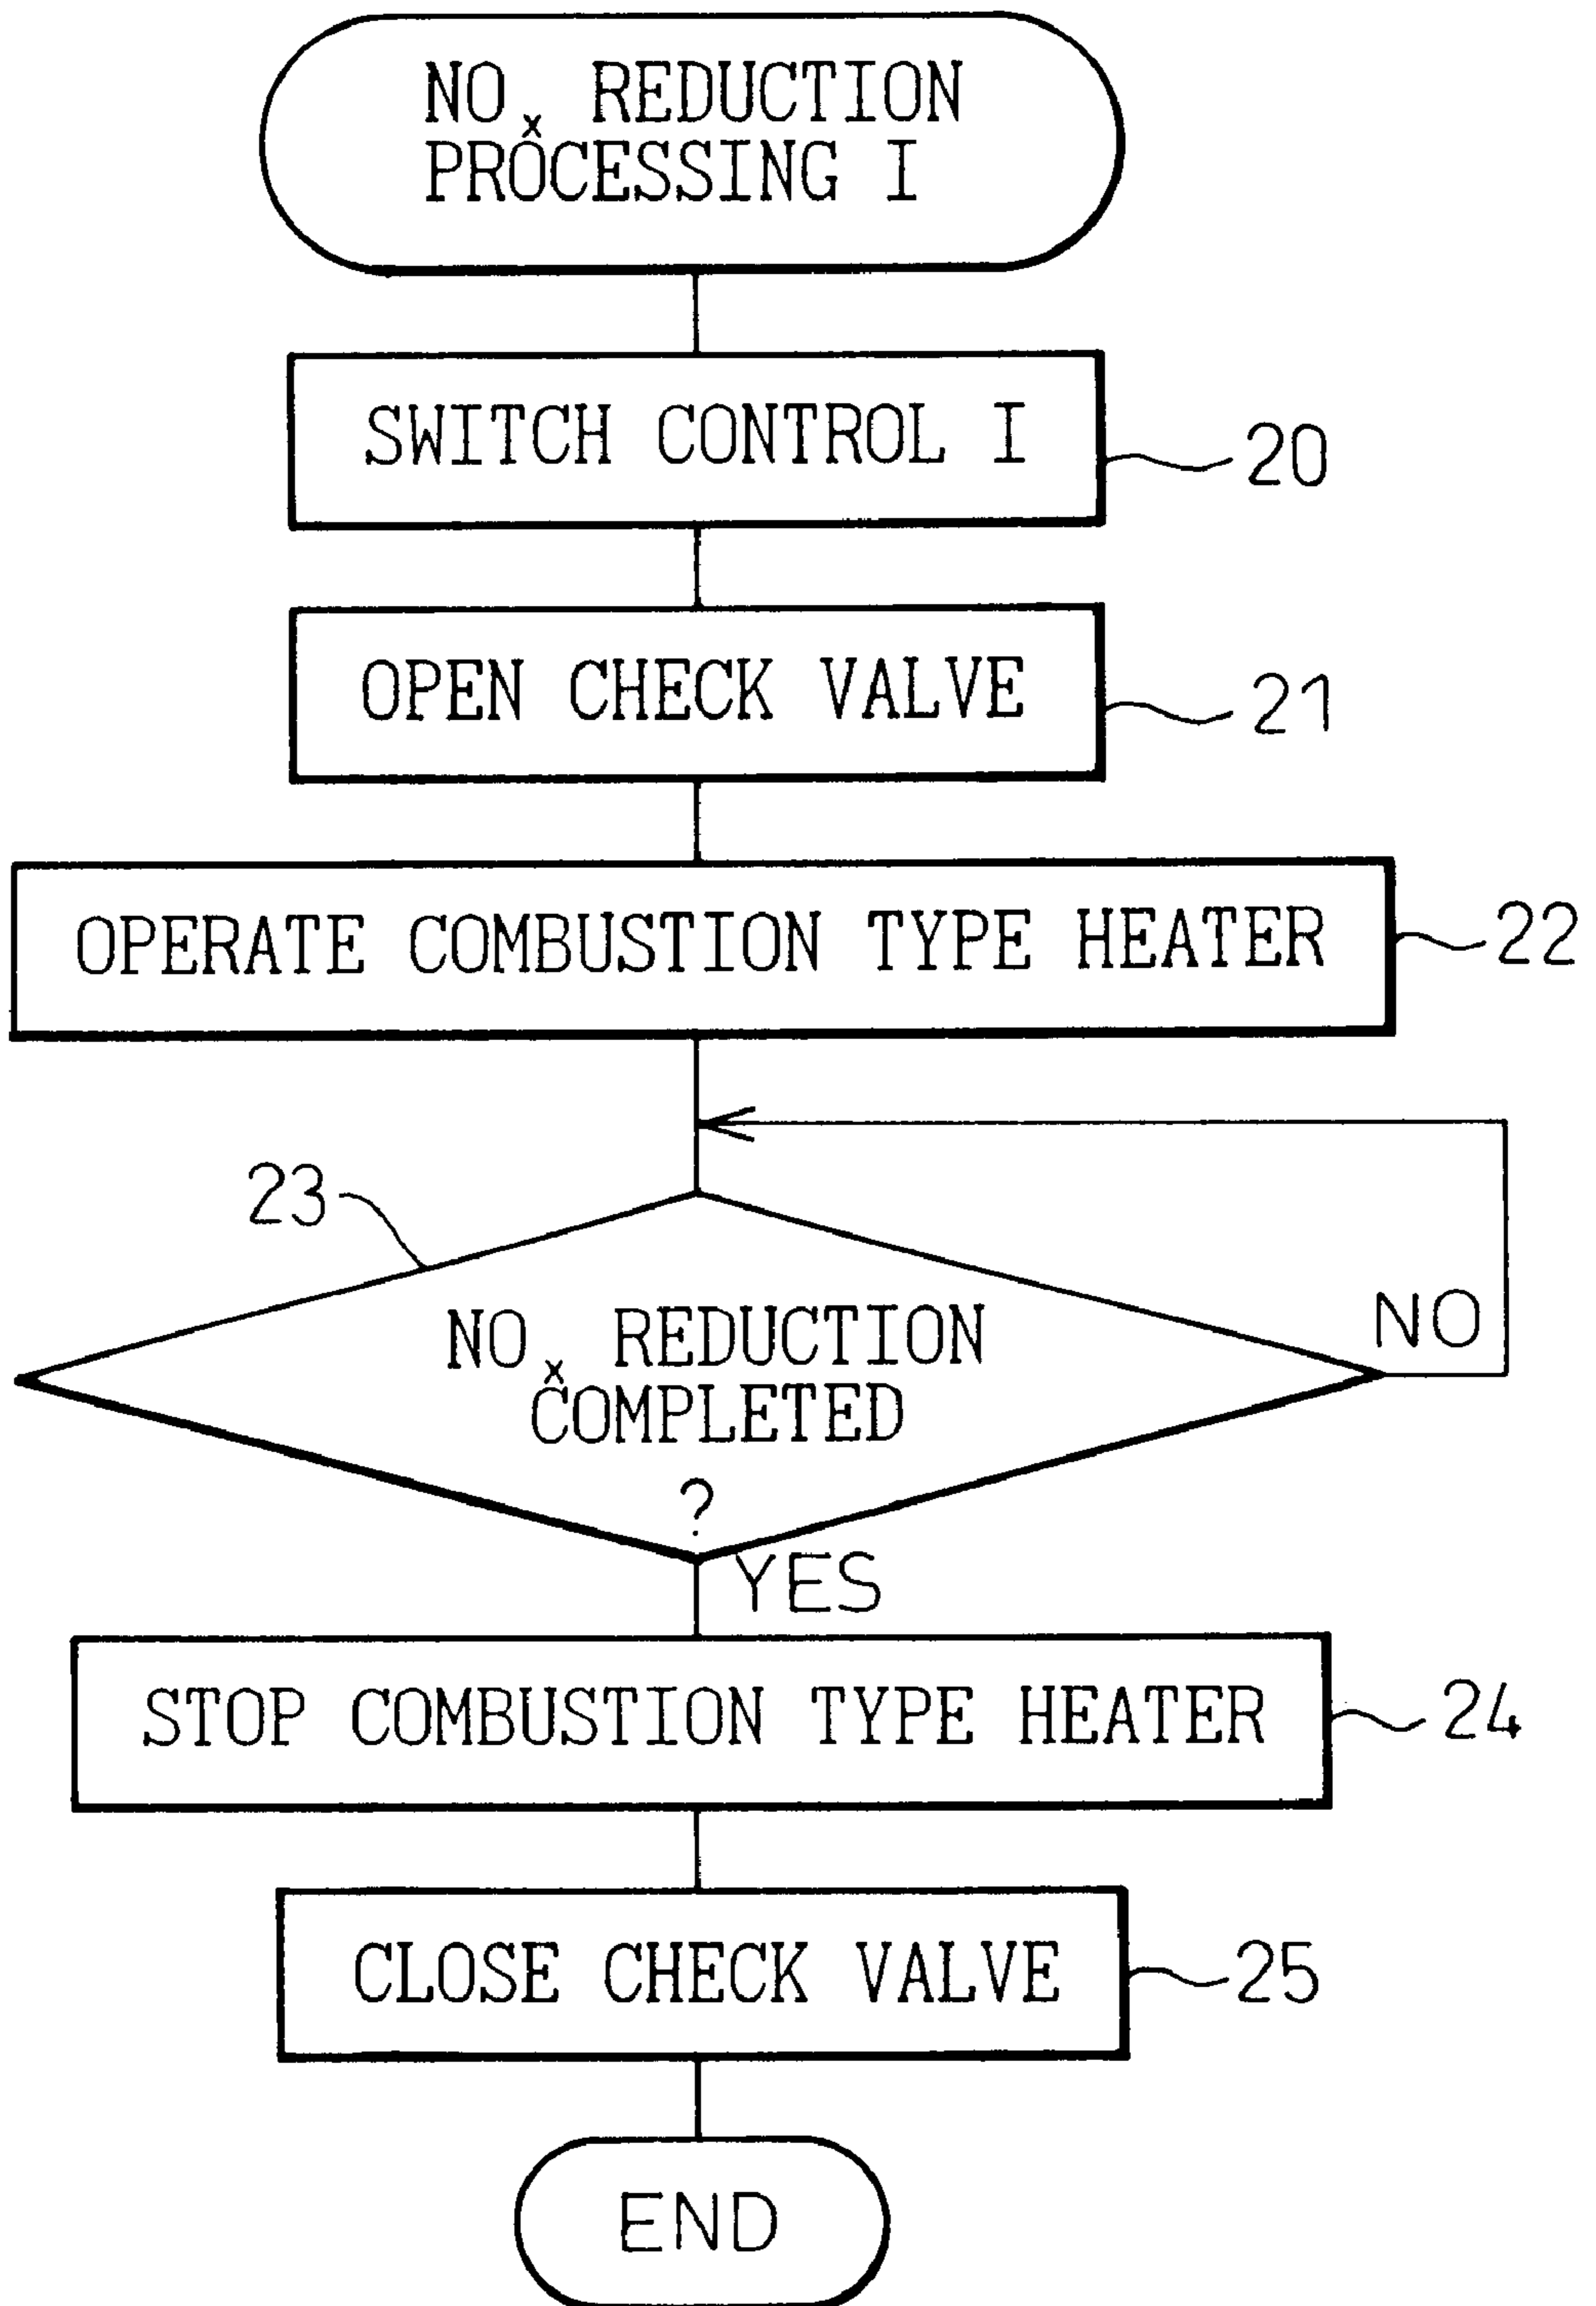 NOx REDUCTION
PROCESSING I
SWITCH CONTROL I
20
OPEN CHECK VALVE
21
OPERATE COMBUSTION TYPE HEATER
22
23
NOx REDUCTION
COMPLETED
?
NO
YES
STOP COMBUSTION TYPE HEATER
24
CLOSE CHECK VALVE
25
END